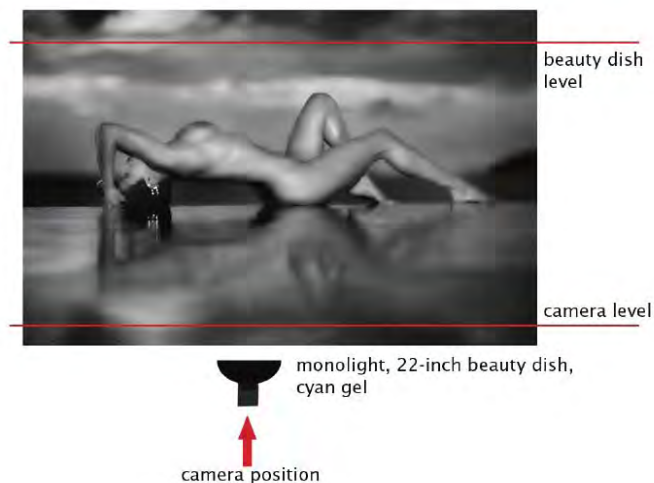 beauty dish
level
camera level
monolight, 22-inch beauty dish,
cyan gel
camera position